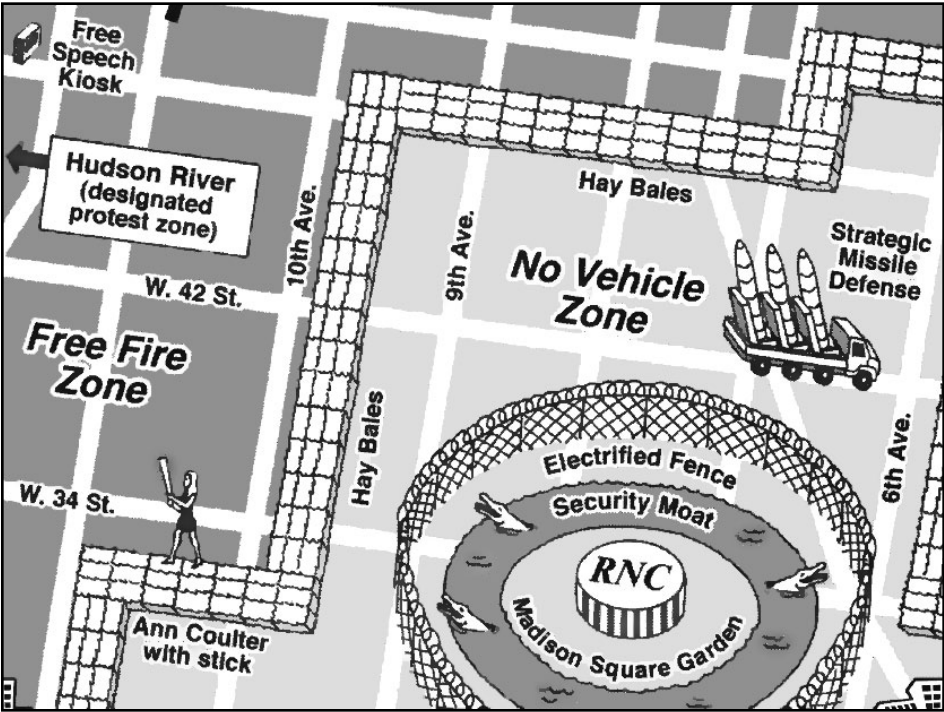 Free
Speech
Kiosk
Hudson River
(designated
protest zone)
10th Ave.
W. 42 St.
Free Fire
Zone
W. 34 St.
Ann Coulter
with stick
Hay Bales
9th Ave.
Hay Bales
No Vehicle
Zone
Strategic
Missile
Defense
6th Ave.
Electrified Fence
Security Moat
RNC
Madison Square Garden